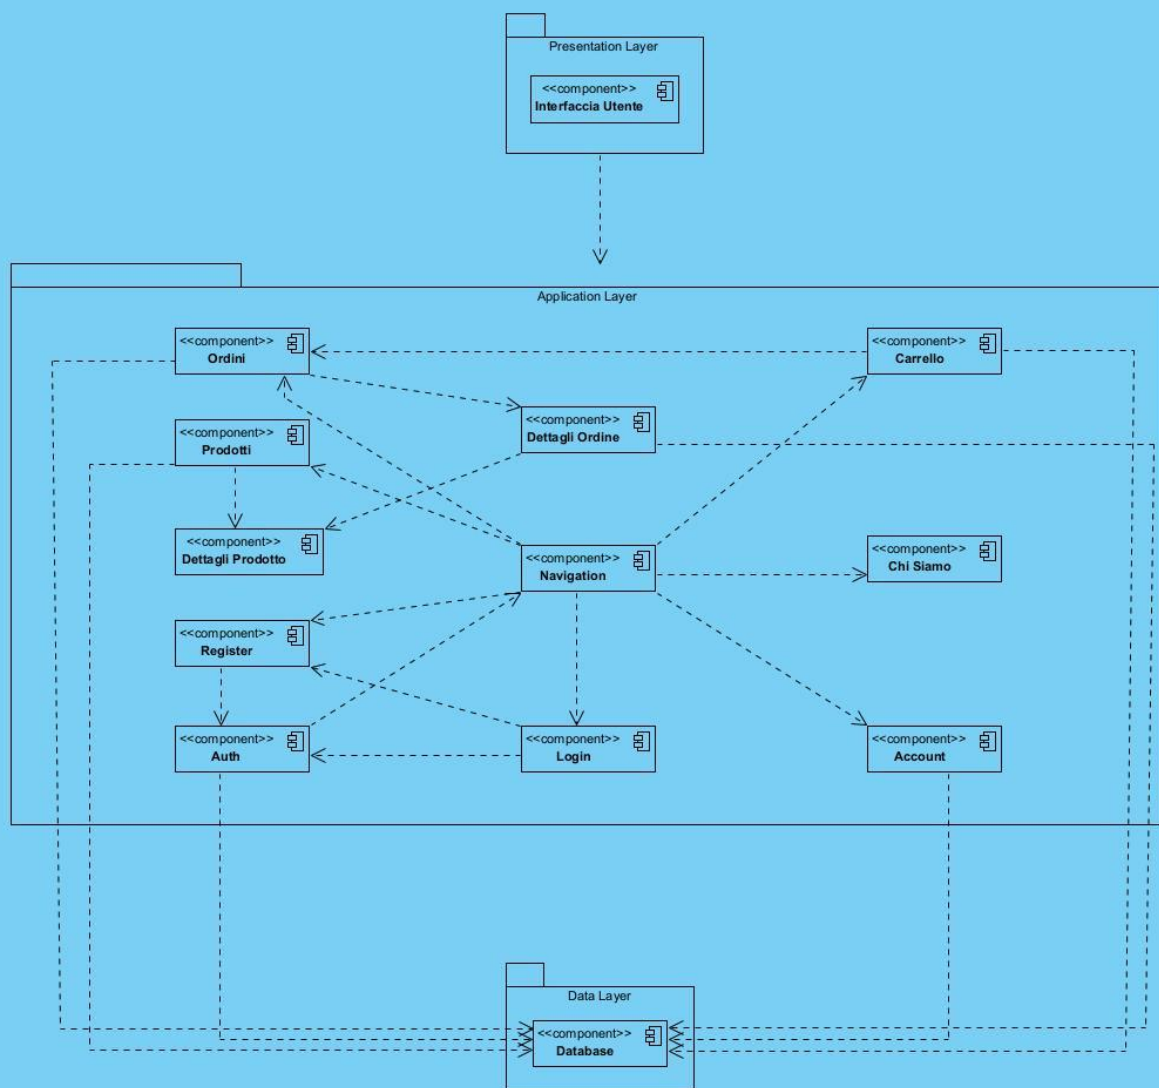 Presentation Layer
<<component>>
Interfaccia Utente
Application Layer
<<component>>
Ordini
<<component>>
Carrello
<<component>>
Dettagli Ordine
<<component>>
Prodotti
<<component>>
Dettagli Prodotto
<<component>>
Navigation
<<component>>
Chi Siamo
<<component>>
Register
<<component>>
Auth
<<component>>
Login
<<component>>
Account
Data Layer
<<component>>
Database